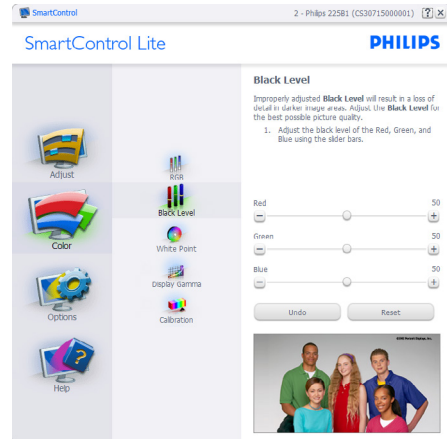 SmartControl
2 - Philips 225B1 (CS30715000001)
SmartControl Lite
PHILIPS
Black Level
Improperly adjusted Black Level will result in a loss of
detail in darker image areas. Adjust the Black Level for
the best possible picture quality.
1. Adjust the black level of the Red, Green, and
Blue using the slider bars.
Adjust
Color
Options
Help
RGB
Black Level
White Point
Display Gamma
Calibration
Red 50
Green 50
Blue 50
Undo Reset